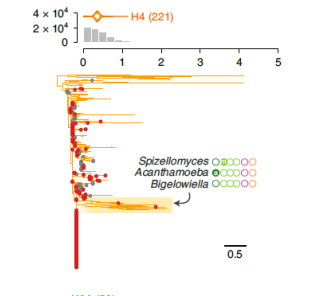 4 × 10⁴
2 × 10⁴
0
H4 (221)
0 1 2 3 4 5
Spizellomyces
Acanthamoeba
Bigelowiella
0.5